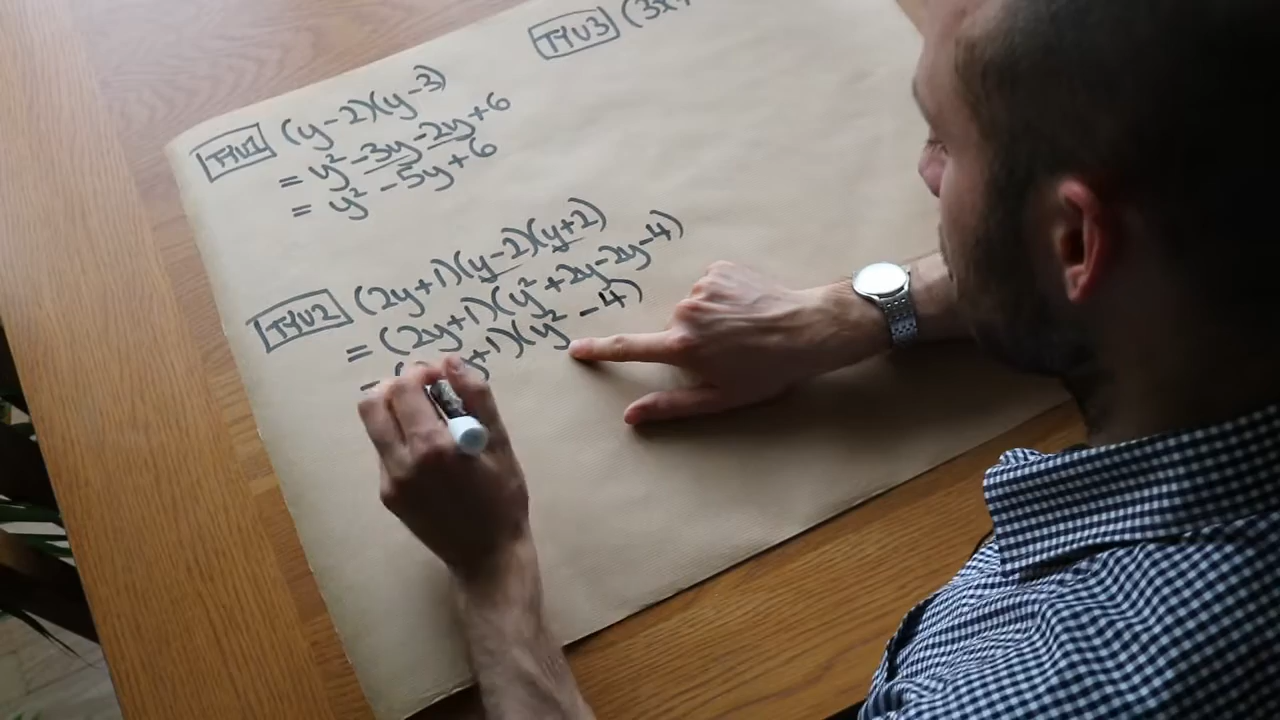 TYU3 (3x
TYU1 (y-2)(y-3)
= y² -3y-2y+6
= y² -5y+6
TYU2 (2y+1)(y-2)(y+2)
= (2y+1)(y²+2y-2y-4)
= ( y+1)(y² -4)